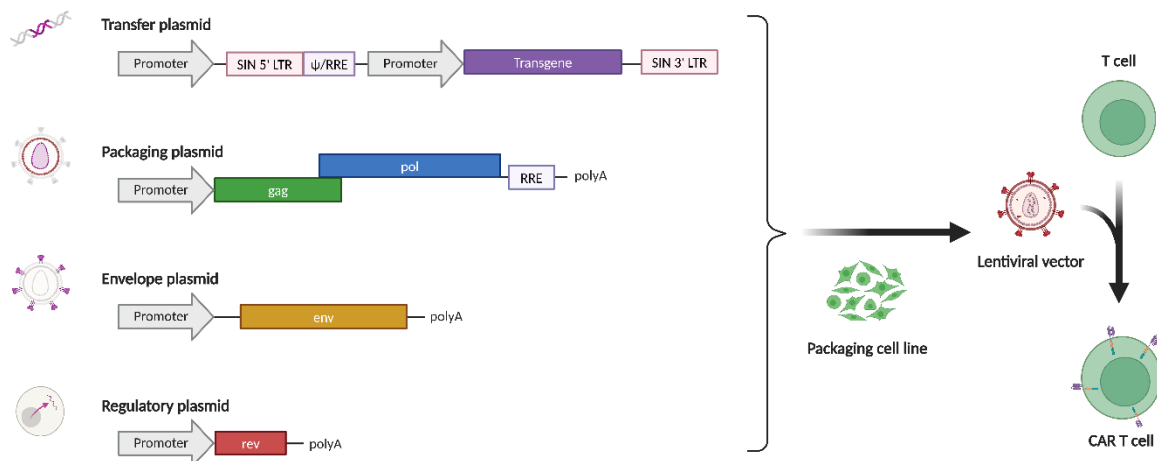 Transfer plasmid
Promoter SIN 5' LTR ψ/RRE Promoter Transgene SIN 3' LTR
Packaging plasmid
Promoter gag pol RRE polyA
Envelope plasmid
Promoter env polyA
Regulatory plasmid
Promoter rev polyA
Packaging cell line
Lentiviral vector
T cell
CAR T cell